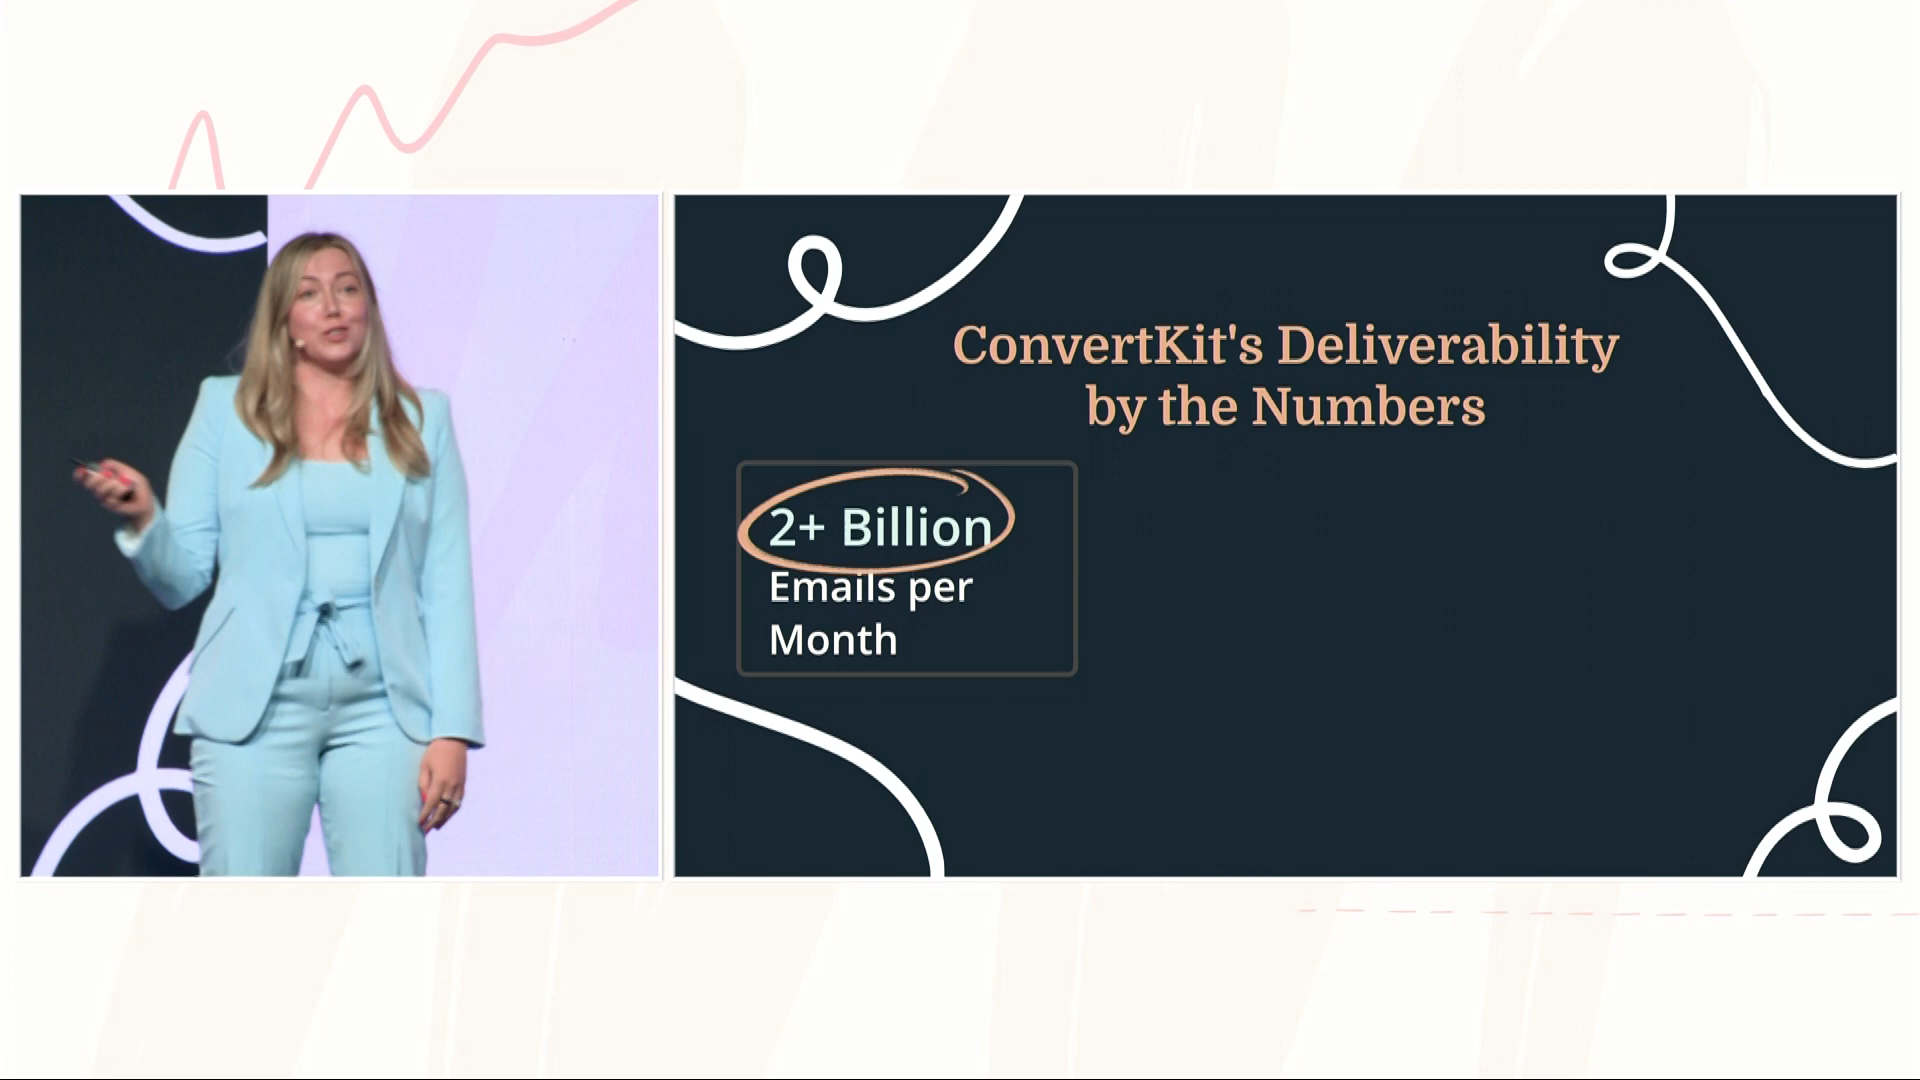 ConvertKit's Deliverability
by the Numbers
2+ Billion
Emails per
Month